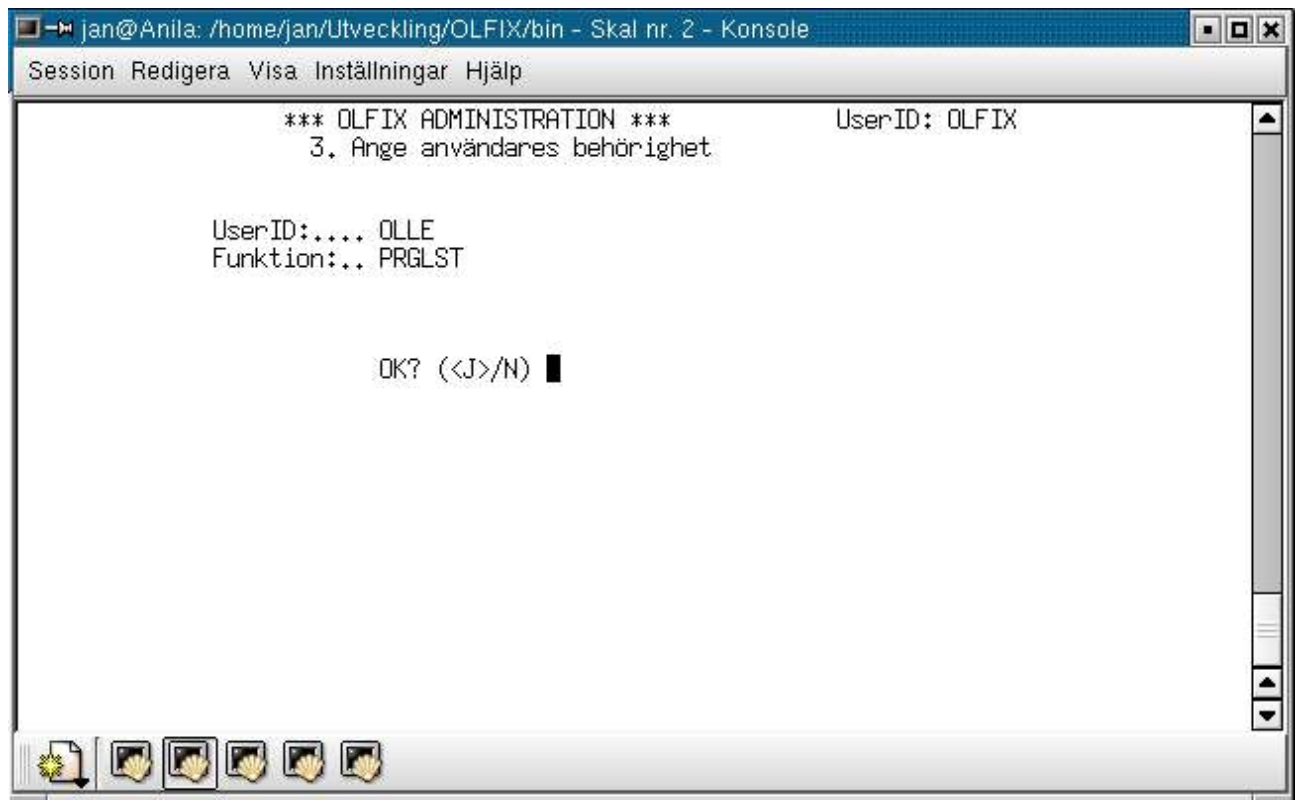 jan@Anila: /home/jan/Utveckling/OLFIX/bin - Skal nr. 2 - Konsole
Session Redigera Visa Inställningar Hjälp
*** OLFIX ADMINISTRATION *** UserID: OLFIX
3. Ange användares behörighet
UserID:.... OLLE
Funktion:.. PRGLST
OK? (<J>/N)